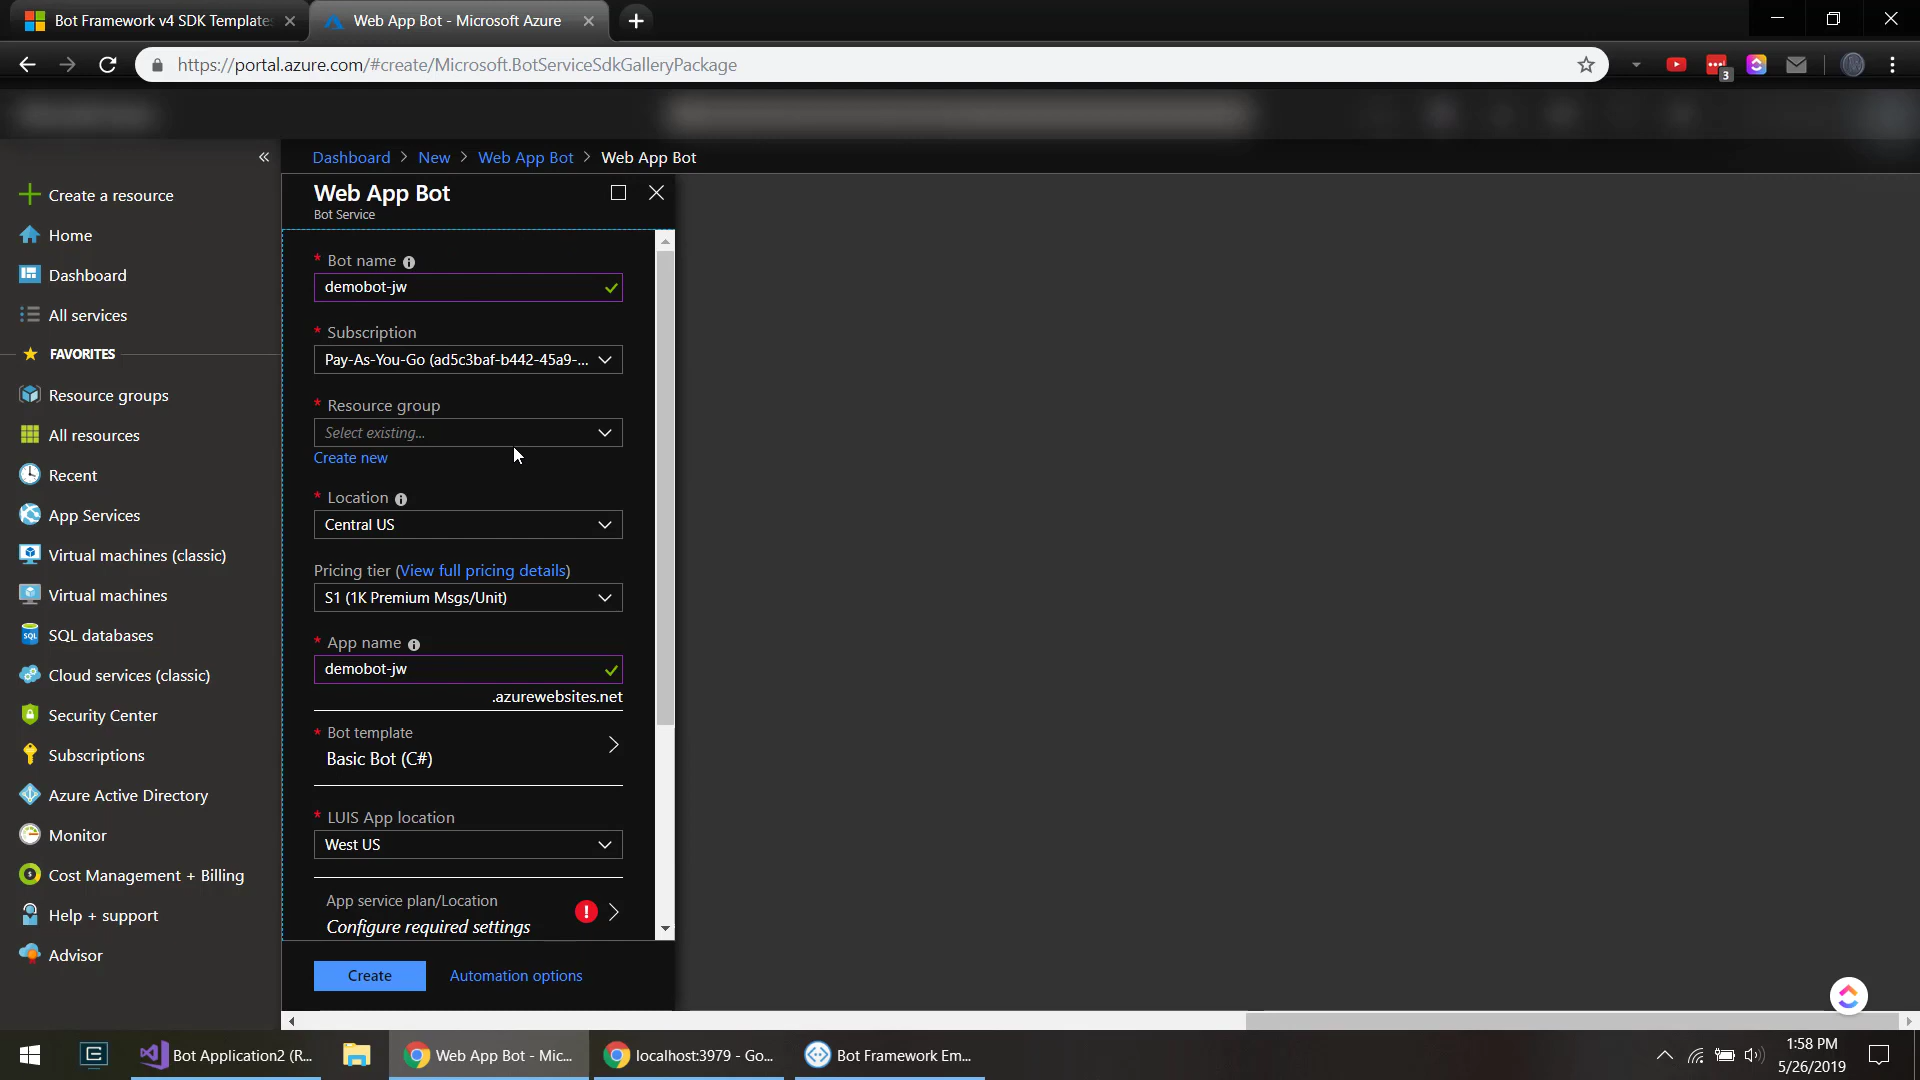 Bot Framework v4 SDK Templates
Web App Bot - Microsoft Azure
https://portal.azure.com/#create/Microsoft.BotServiceSdkGalleryPackage
3
«
Dashboard > New > Web App Bot > Web App Bot
Create a resource
Home
Dashboard
All services
FAVORITES
Resource groups
All resources
Recent
App Services
Virtual machines (classic)
Virtual machines
SQL databases
Cloud services (classic)
Security Center
Subscriptions
Azure Active Directory
Monitor
Cost Management + Billing
Help + support
Advisor
Web App Bot
Bot Service
* Bot name
demobot-jw
* Subscription
Pay-As-You-Go (ad5c3baf-b442-45a9-...
* Resource group
Select existing...
Create new
* Location
Central US
Pricing tier (View full pricing details)
S1 (1K Premium Msgs/Unit)
* App name
demobot-jw
.azurewebsites.net
* Bot template
Basic Bot (C#)
* LUIS App location
West US
App service plan/Location
Configure required settings
Create
Automation options
Bot Application2 (R...
Web App Bot - Mic...
localhost:3979 - Go...
Bot Framework Em...
1:58 PM
5/26/2019